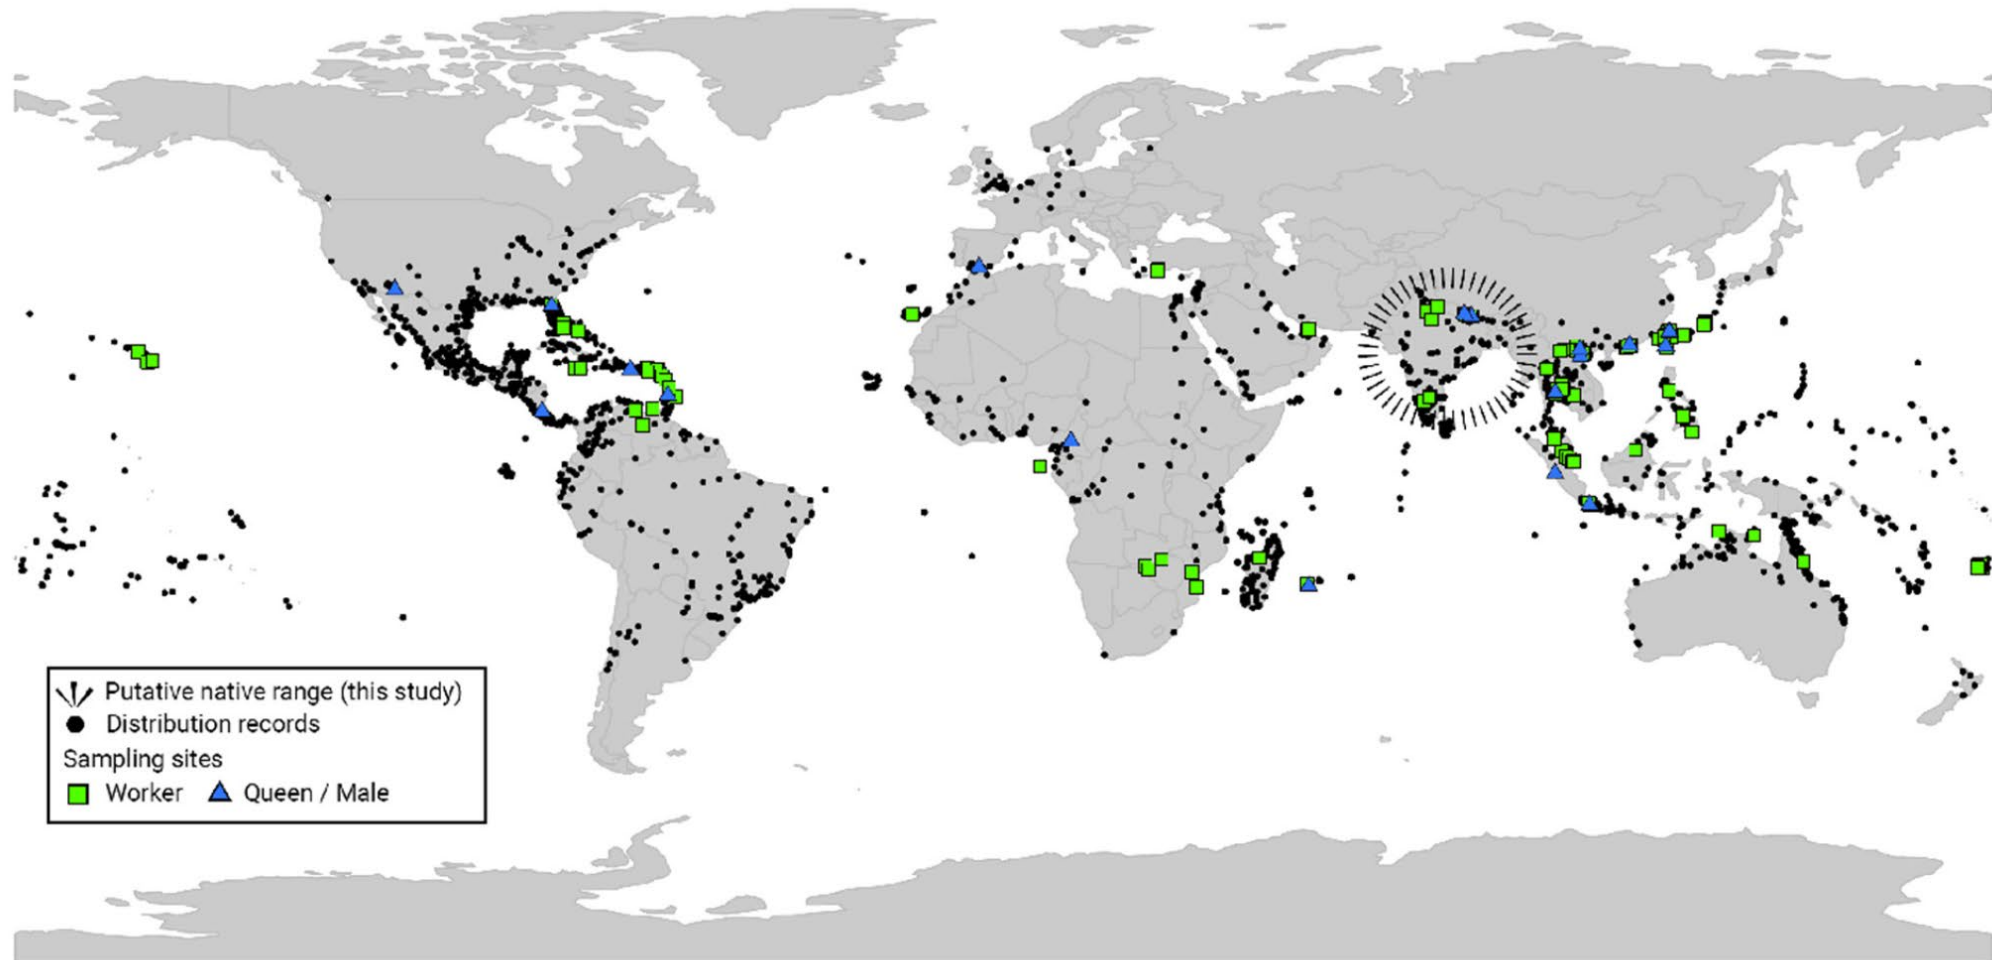 Putative native range (this study)
Distribution records
Sampling sites
Worker Queen / Male